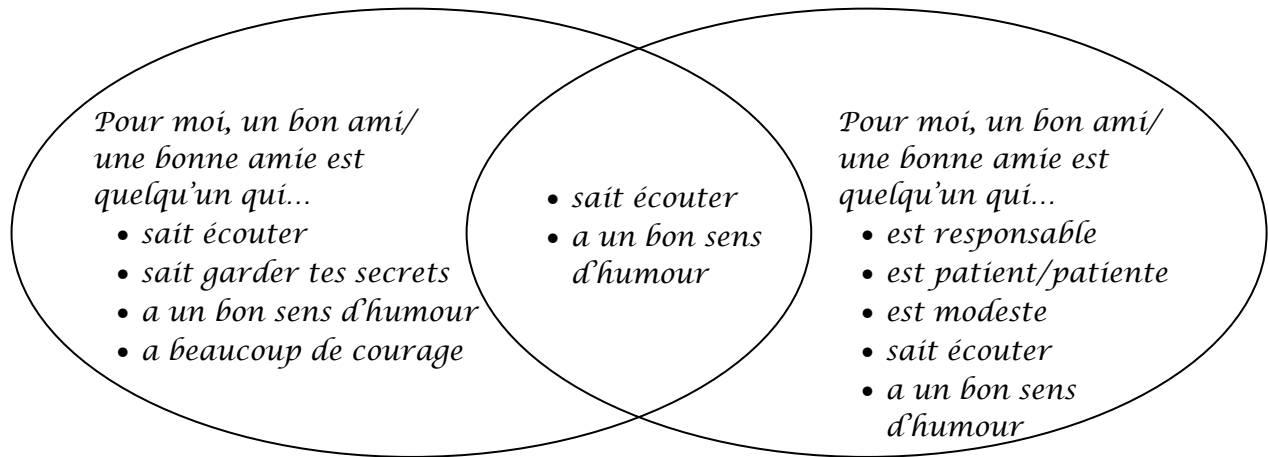 Pour moi, un bon ami/
une bonne amie est
quelqu'un qui...
• sait écouter
• sait garder tes secrets
• a un bon sens d'humour
• a beaucoup de courage
• sait écouter
• a un bon sens
d'humour
Pour moi, un bon ami/
une bonne amie est
quelqu'un qui...
• est responsable
• est patient/patiente
• est modeste
• sait écouter
• a un bon sens
d'humour